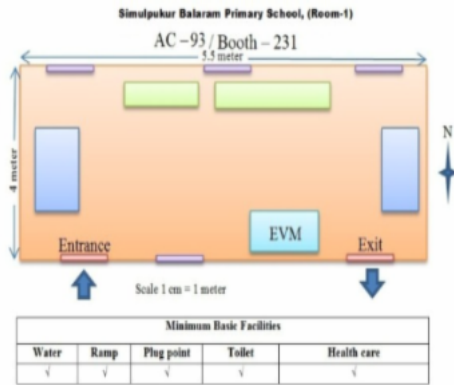 Simulpukur Balaram Primary School, (Room-1)
AC -93/ Booth – 231
5.5 meter
4 meter
N
EVM
Entrance
Exit
Scale 1 cm = 1 meter
Minimum Basic Facilities
Water Ramp Plug point Toilet Health care
√ √ √ √ √